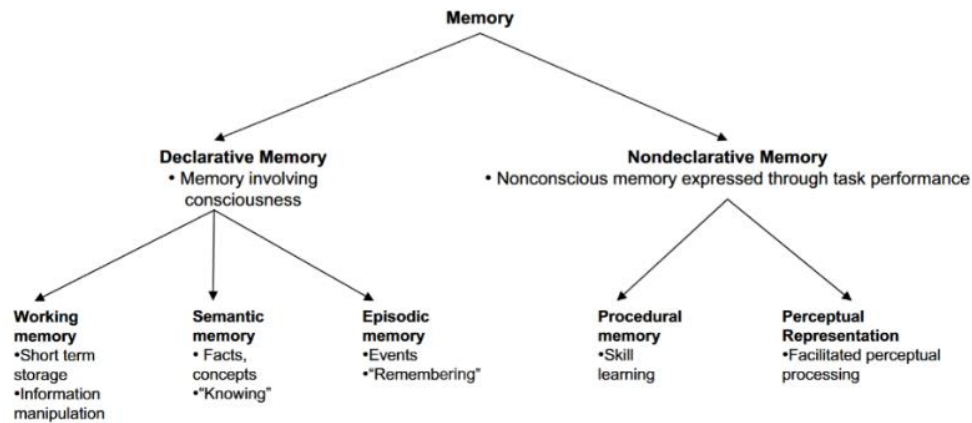 Memory
Declarative Memory
• Memory involving
consciousness
Nondeclarative Memory
• Nonconscious memory expressed through task performance
Working
memory
•Short term
storage
•Information
manipulation
Semantic
memory
• Facts,
concepts
•"Knowing"
Episodic
memory
•Events
•"Remembering"
Procedural
memory
•Skill
learning
Perceptual
Representation
•Facilitated perceptual
processing